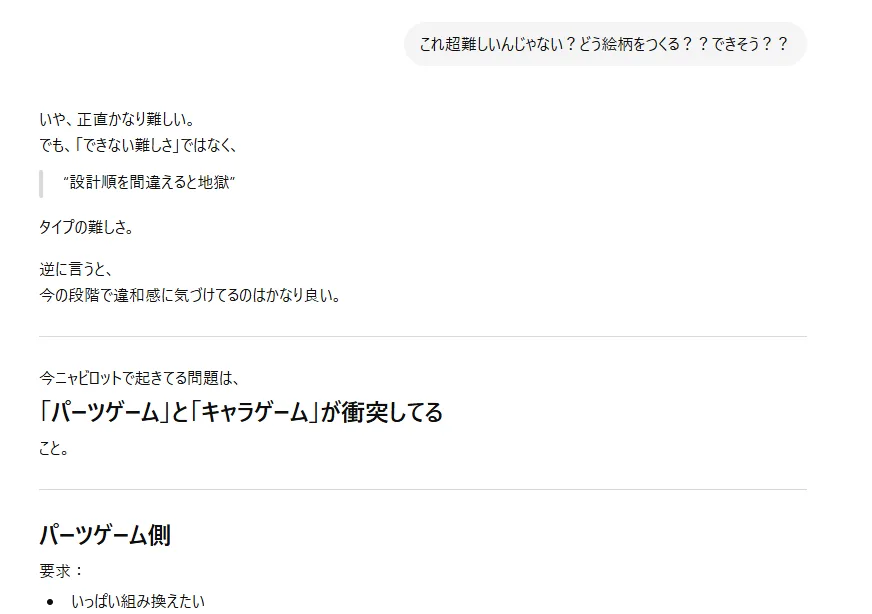 これ超難しいんじゃない？どう絵柄をつくる？？できそう？？
いや、正直かなり難しい。
でも、「できない難しさ」ではなく、
“設計順を間違えると地獄”
タイプの難しさ。
逆に言うと、
今の段階で違和感に気づけてるのはかなり良い。
今ニャビロットで起きてる問題は、
「パーツゲーム」と「キャラゲーム」が衝突してる
こと。
パーツゲーム側
要求：
• いっぱい組み換えたい